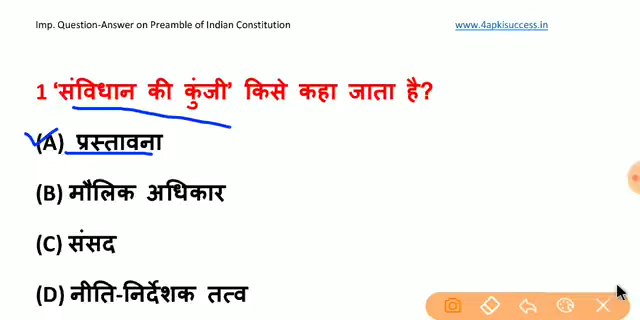 Imp. Question-Answer on Preamble of Indian Constitution www.4apkisuccess.in
1 'संविधान की कुंजी' किसे कहा जाता है?
(A) प्रस्तावना
(B) मौलिक अधिकार
(C) संसद
(D) नीति-निर्देशक तत्व